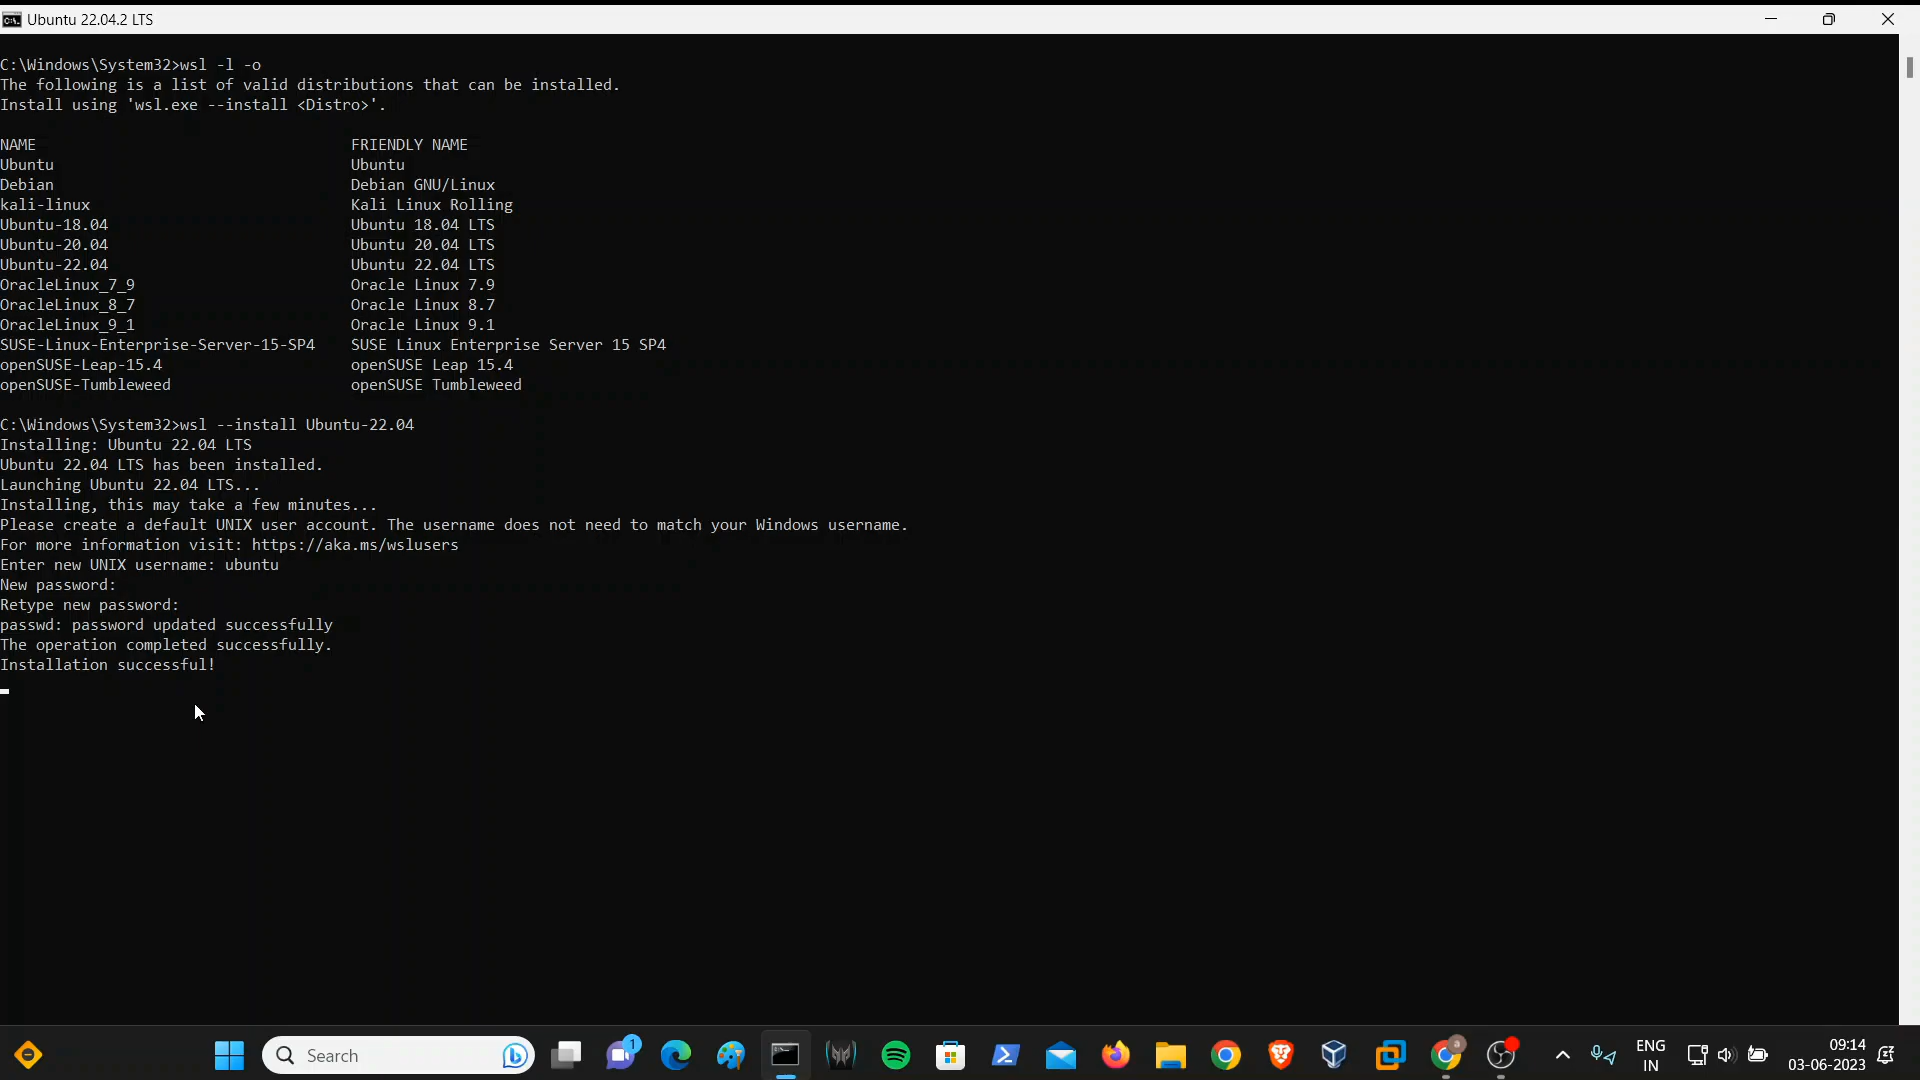 Ubuntu 22.04.2 LTS
C:\Windows\System32>wsl -l -o
The following is a list of valid distributions that can be installed.
Install using 'wsl.exe --install <Distro>'.
NAME FRIENDLY NAME
Ubuntu Ubuntu
Debian Debian GNU/Linux
kali-linux Kali Linux Rolling
Ubuntu-18.04 Ubuntu 18.04 LTS
Ubuntu-20.04 Ubuntu 20.04 LTS
Ubuntu-22.04 Ubuntu 22.04 LTS
OracleLinux_7_9 Oracle Linux 7.9
OracleLinux_8_7 Oracle Linux 8.7
OracleLinux_9_1 Oracle Linux 9.1
SUSE-Linux-Enterprise-Server-15-SP4 SUSE Linux Enterprise Server 15 SP4
openSUSE-Leap-15.4 openSUSE Leap 15.4
openSUSE-Tumbleweed openSUSE Tumbleweed
C:\Windows\System32>wsl --install Ubuntu-22.04
Installing: Ubuntu 22.04 LTS
Ubuntu 22.04 LTS has been installed.
Launching Ubuntu 22.04 LTS...
Installing, this may take a few minutes...
Please create a default UNIX user account. The username does not need to match your Windows username.
For more information visit: https://aka.ms/wslusers
Enter new UNIX username: ubuntu
New password:
Retype new password:
passwd: password updated successfully
The operation completed successfully.
Installation successful!
Search
1
a
ENG
IN
09:14
03-06-2023